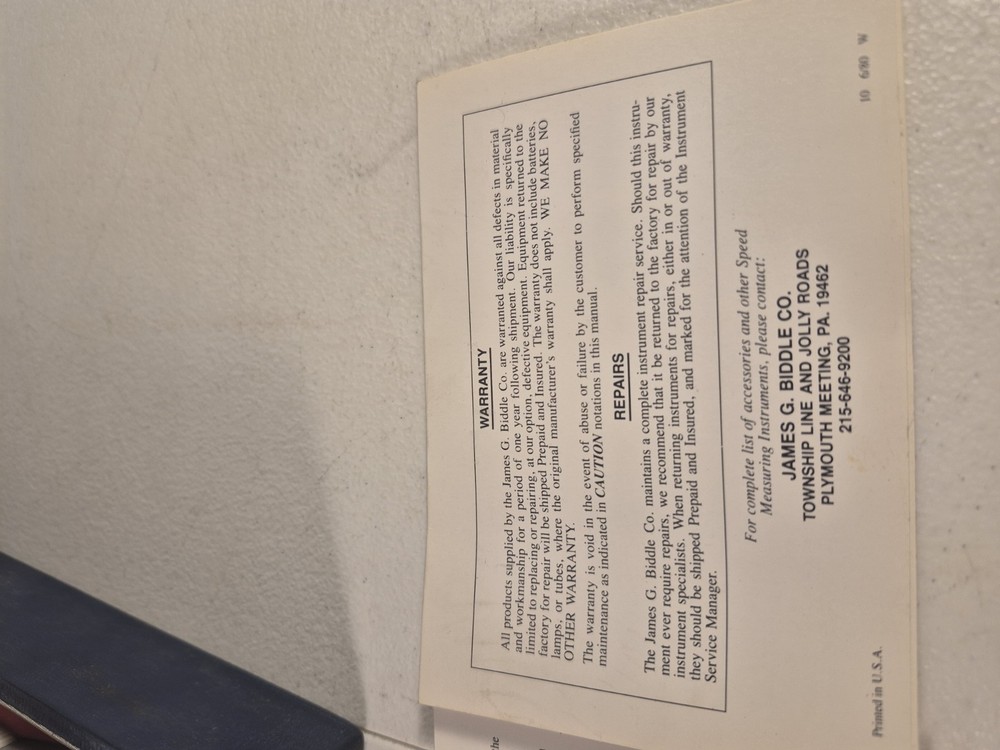 WARRANTY
All products supplied by the James G. Biddle Co. are warranted against all defects in material
and workmanship for a period of one year following shipment. Our liability is specifically
limited to replacing or repairing, at our option, defective equipment. Equipment returned to the
factory for repair will be shipped Prepaid and Insured. The warranty does not include batteries,
lamps, or tubes, where the original manufacturer's warranty shall apply. WE MAKE NO
OTHER WARRANTY.
The warranty is void in the event of abuse or failure by the customer to perform specified
maintenance as indicated in CAUTION notations in this manual.
REPAIRS
The James G. Biddle Co. maintains a complete instrument repair service. Should this instru-
ment ever require repairs, we recommend that it be returned to the factory for repair by our
instrument specialists. When returning instruments for repairs, either in or out of warranty,
they should be shipped Prepaid and Insured, and marked for the attention of the Instrument
Service Manager.
For complete list of accessories and other Speed
Measuring Instruments, please contact:
JAMES G. BIDDLE CO.
TOWNSHIP LINE AND JOLLY ROADS
PLYMOUTH MEETING, PA. 19462
215-646-9200
Printed in U.S.A.
10 6/80 W